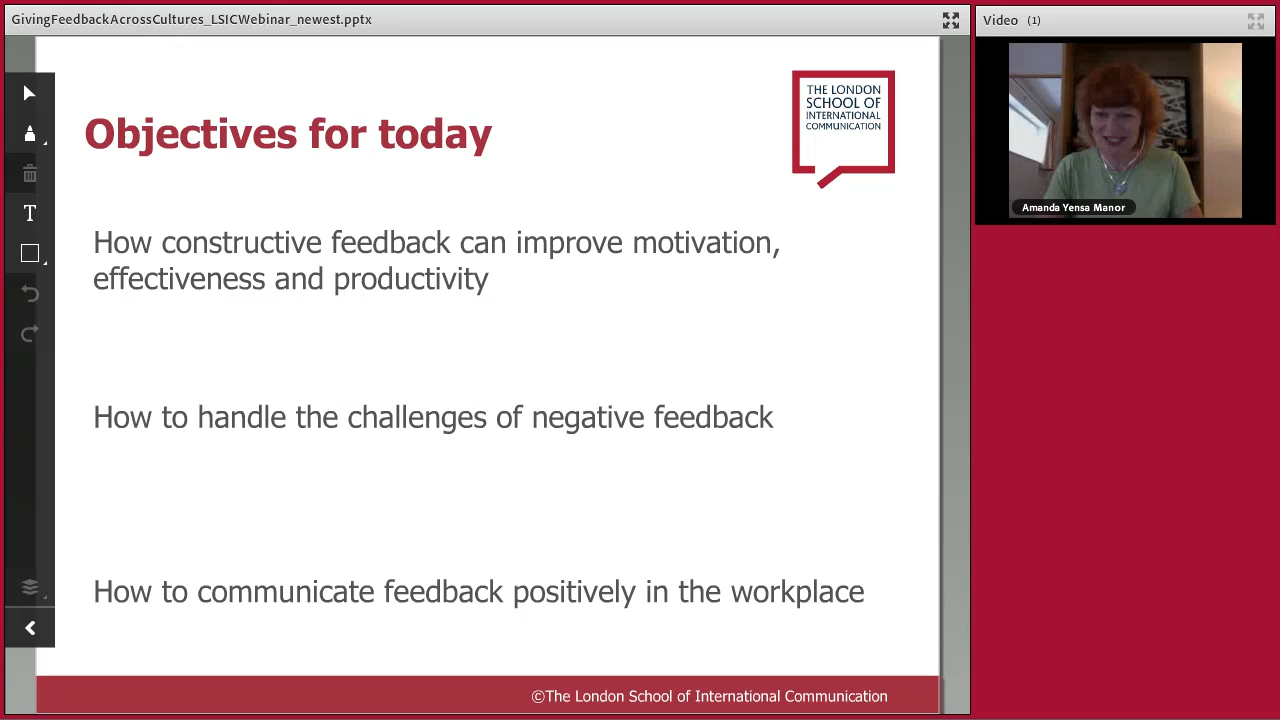 GivingFeedbackAcrossCultures_LSICWebinar_newest.pptx
Video (1)
THE LONDON
SCHOOL OF
INTERNATIONAL
COMMUNICATION
Objectives for today
Amanda Yensa Manor
How constructive feedback can improve motivation,
effectiveness and productivity
How to handle the challenges of negative feedback
How to communicate feedback positively in the workplace
©The London School of International Communication
T